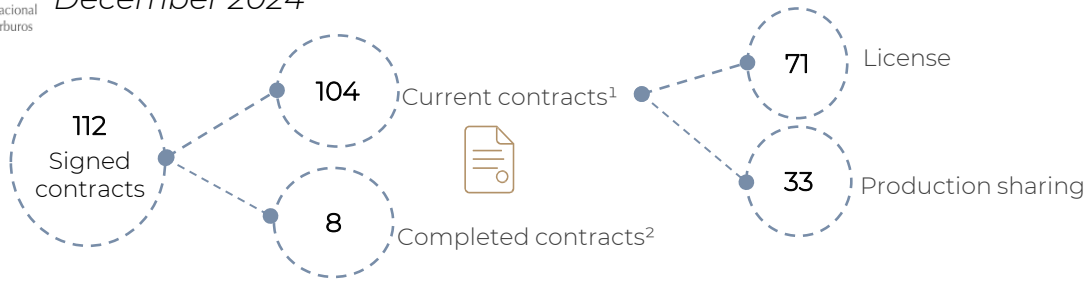 December 2024
112
Signed
contracts
104
Current contracts¹
8
Completed contracts²
71
License
33
Production sharing